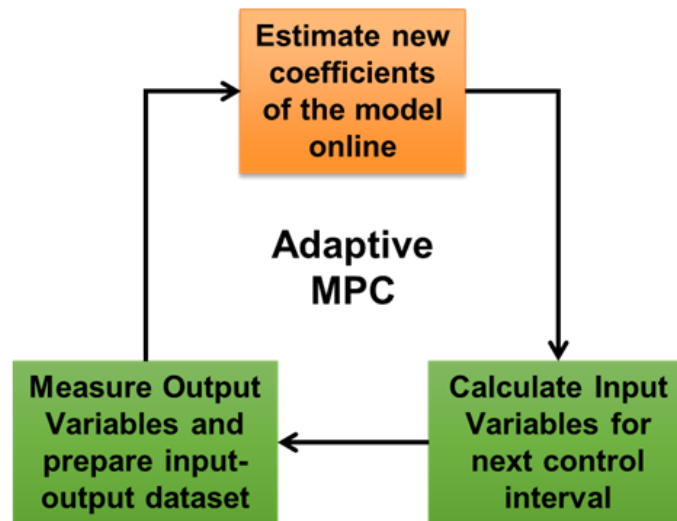 Estimate new
coefficients
of the model
online
Adaptive
MPC
Measure Output
Variables and
prepare input-
output dataset
Calculate Input
Variables for
next control
interval